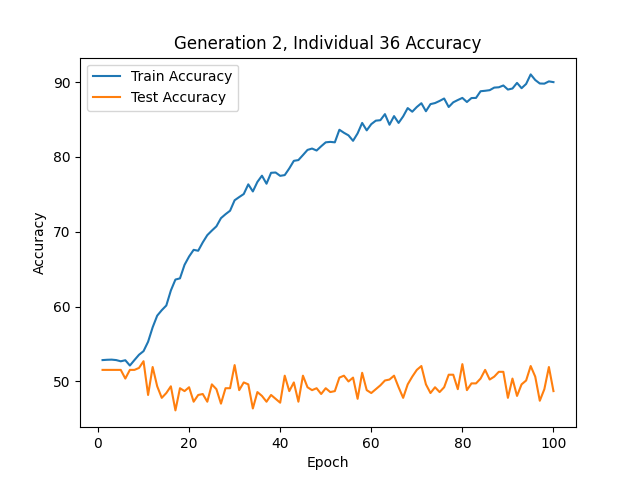 Generation 2, Individual 36 Accuracy
Train Accuracy
Test Accuracy
90
80
70
60
50
Accuracy
0 20 40 60 80 100
Epoch